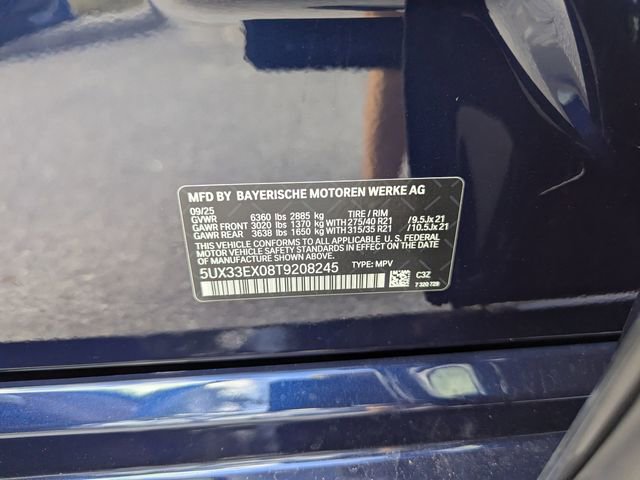 MFD BY BAYERISCHE MOTOREN WERKE AG
09/25
GVWR 6360 lbs 2885 kg TIRE / RIM
GAWR FRONT 3020 lbs 1370 kg WITH 275/40 R21 /9.5Jx21
GAWR REAR 3638 lbs 1650 kg WITH 315/35 R21 /10.5Jx21
THIS VEHICLE CONFORMS TO ALL APPLICABLE U. S. FEDERAL
MOTOR VEHICLE SAFETY STANDARDS IN EFFECT ON THE DATE
OF MANUFACTURE SHOWN ABOVE.
5UX33EX08T9208245 TYPE: MPV
C3Z
7 320 729